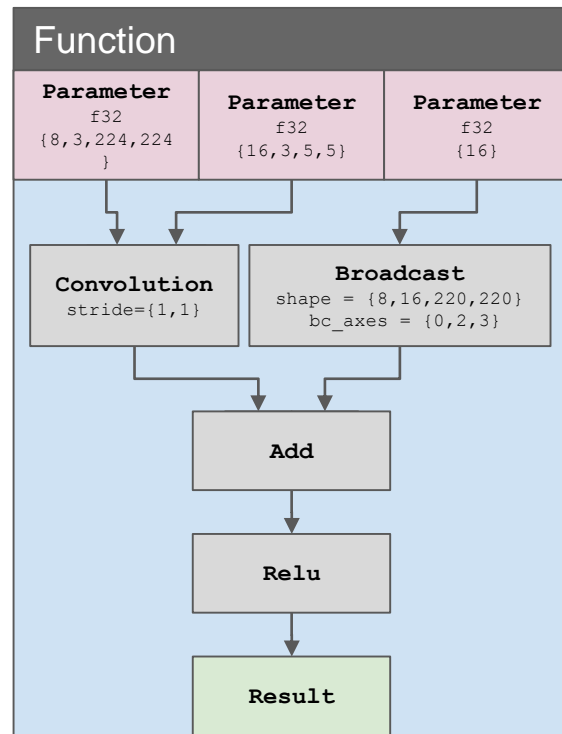 Function
Parameter
f32
{8,3,224,224
}
Parameter
f32
{16,3,5,5}
Parameter
f32
{16}
Convolution
stride={1,1}
Broadcast
shape = {8,16,220,220}
bc_axes = {0,2,3}
Add
Relu
Result